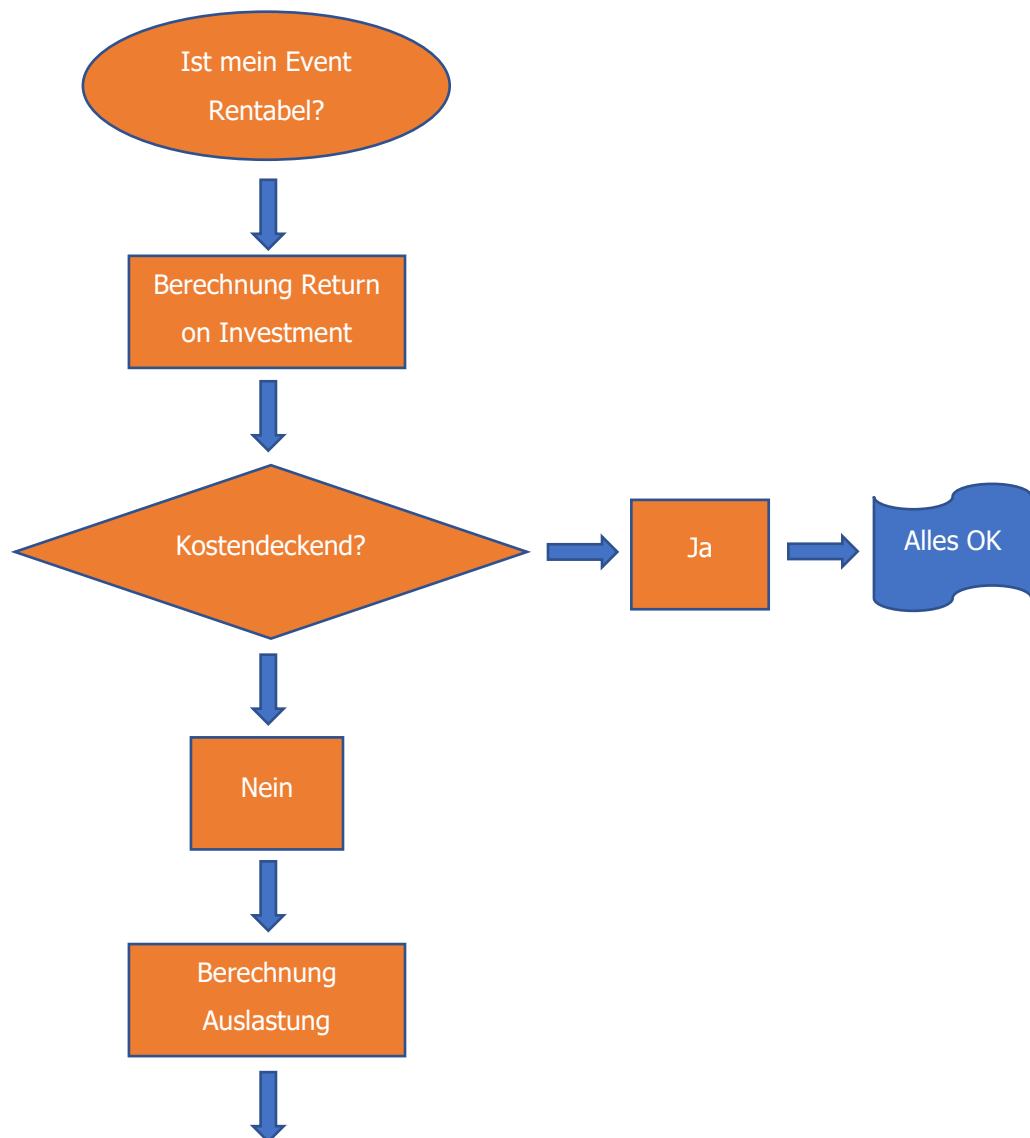 Ist mein Event
Rentabel?
Berechnung Return
on Investment
Kostendeckend?
Ja
Alles OK
Nein
Berechnung
Auslastung